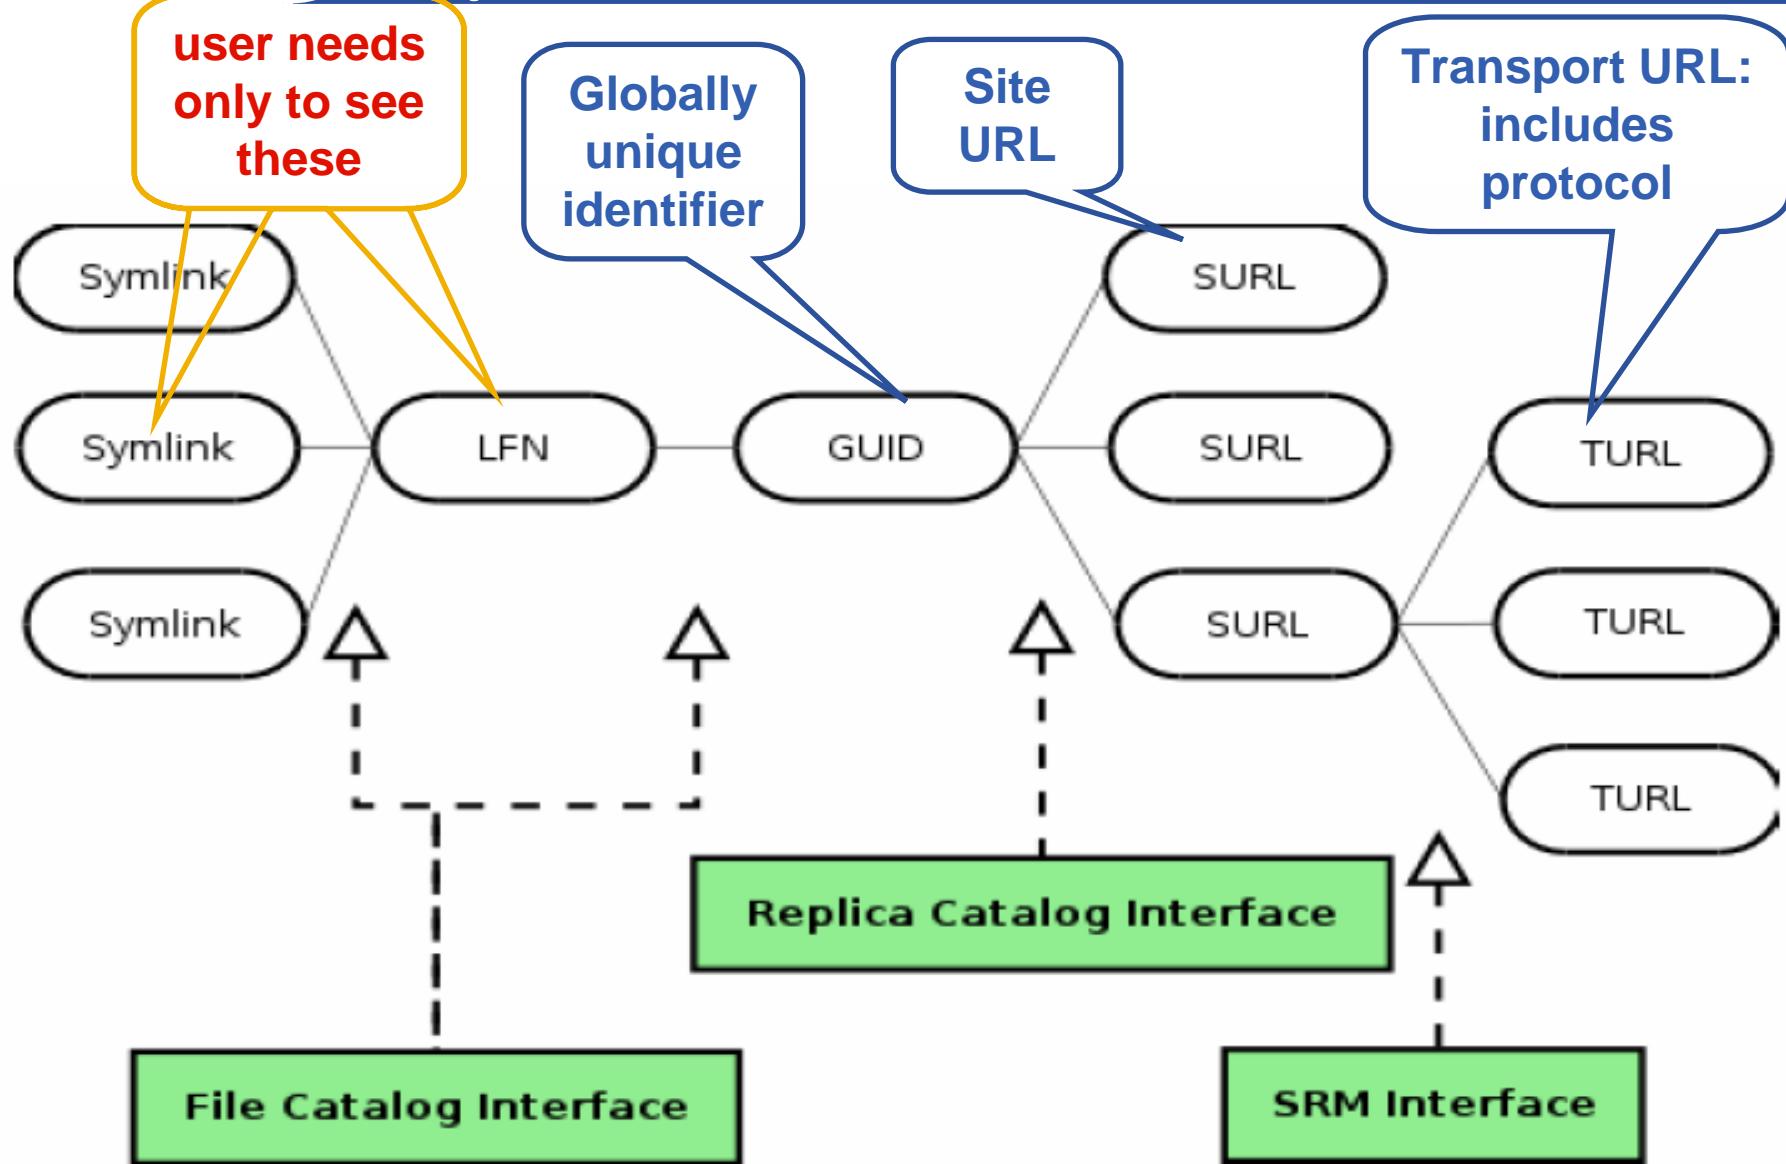 user needs
only to see
these
Globally
unique
identifier
Site
URL
Transport URL:
includes
protocol
Symlink
SURL
Symlink
LFN
GUID
SURL
TURL
Symlink
SURL
TURL
TURL
Replica Catalog Interface
File Catalog Interface
SRM Interface